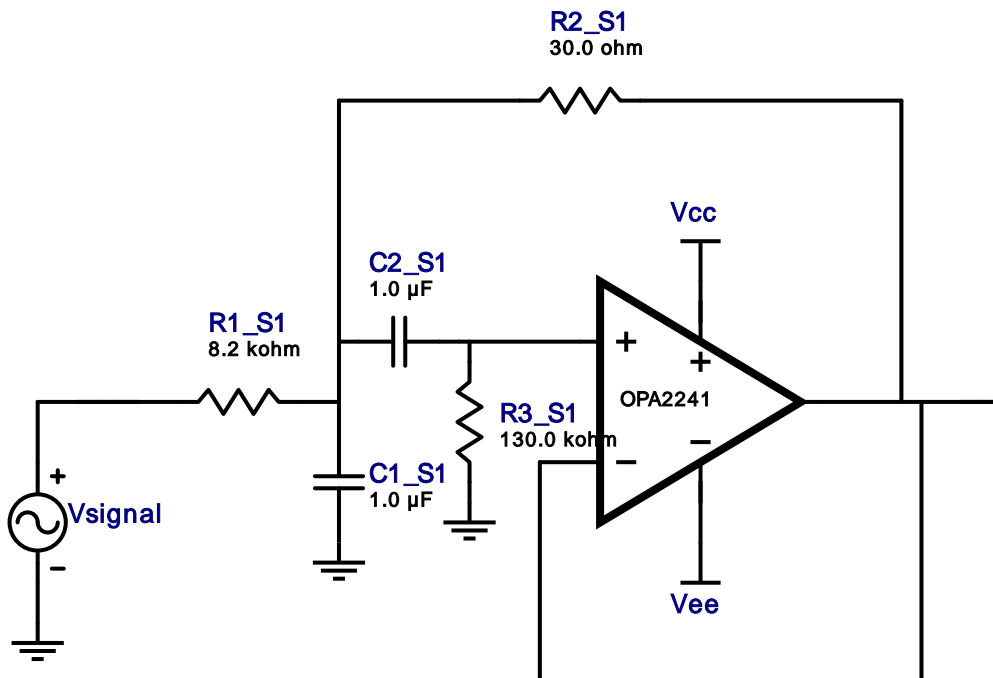 R2_S1
30.0 ohm
Vcc
C2_S1
1.0 µF
R1_S1
8.2 kohm
+
+
OPA2241
R3_S1
130.0 kohm
−
−
C1_S1
1.0 µF
+
Vsignal
−
Vee